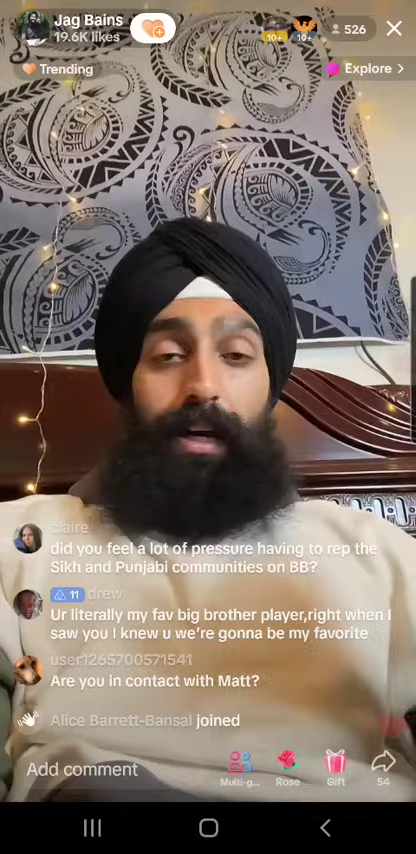 Jag Bains
19.6K likes
10+
10+
526
Trending
Explore >
claire
did you feel a lot of pressure having to rep the
Sikh and Punjabi communities on BB?
11 drew
Ur literally my fav big brother player,right when I
saw you I knew u we're gonna be my favorite
user1265700571541
Are you in contact with Matt?
Alice Barrett-Bansal joined
Add comment
Multi-g...
Rose
Gift
54